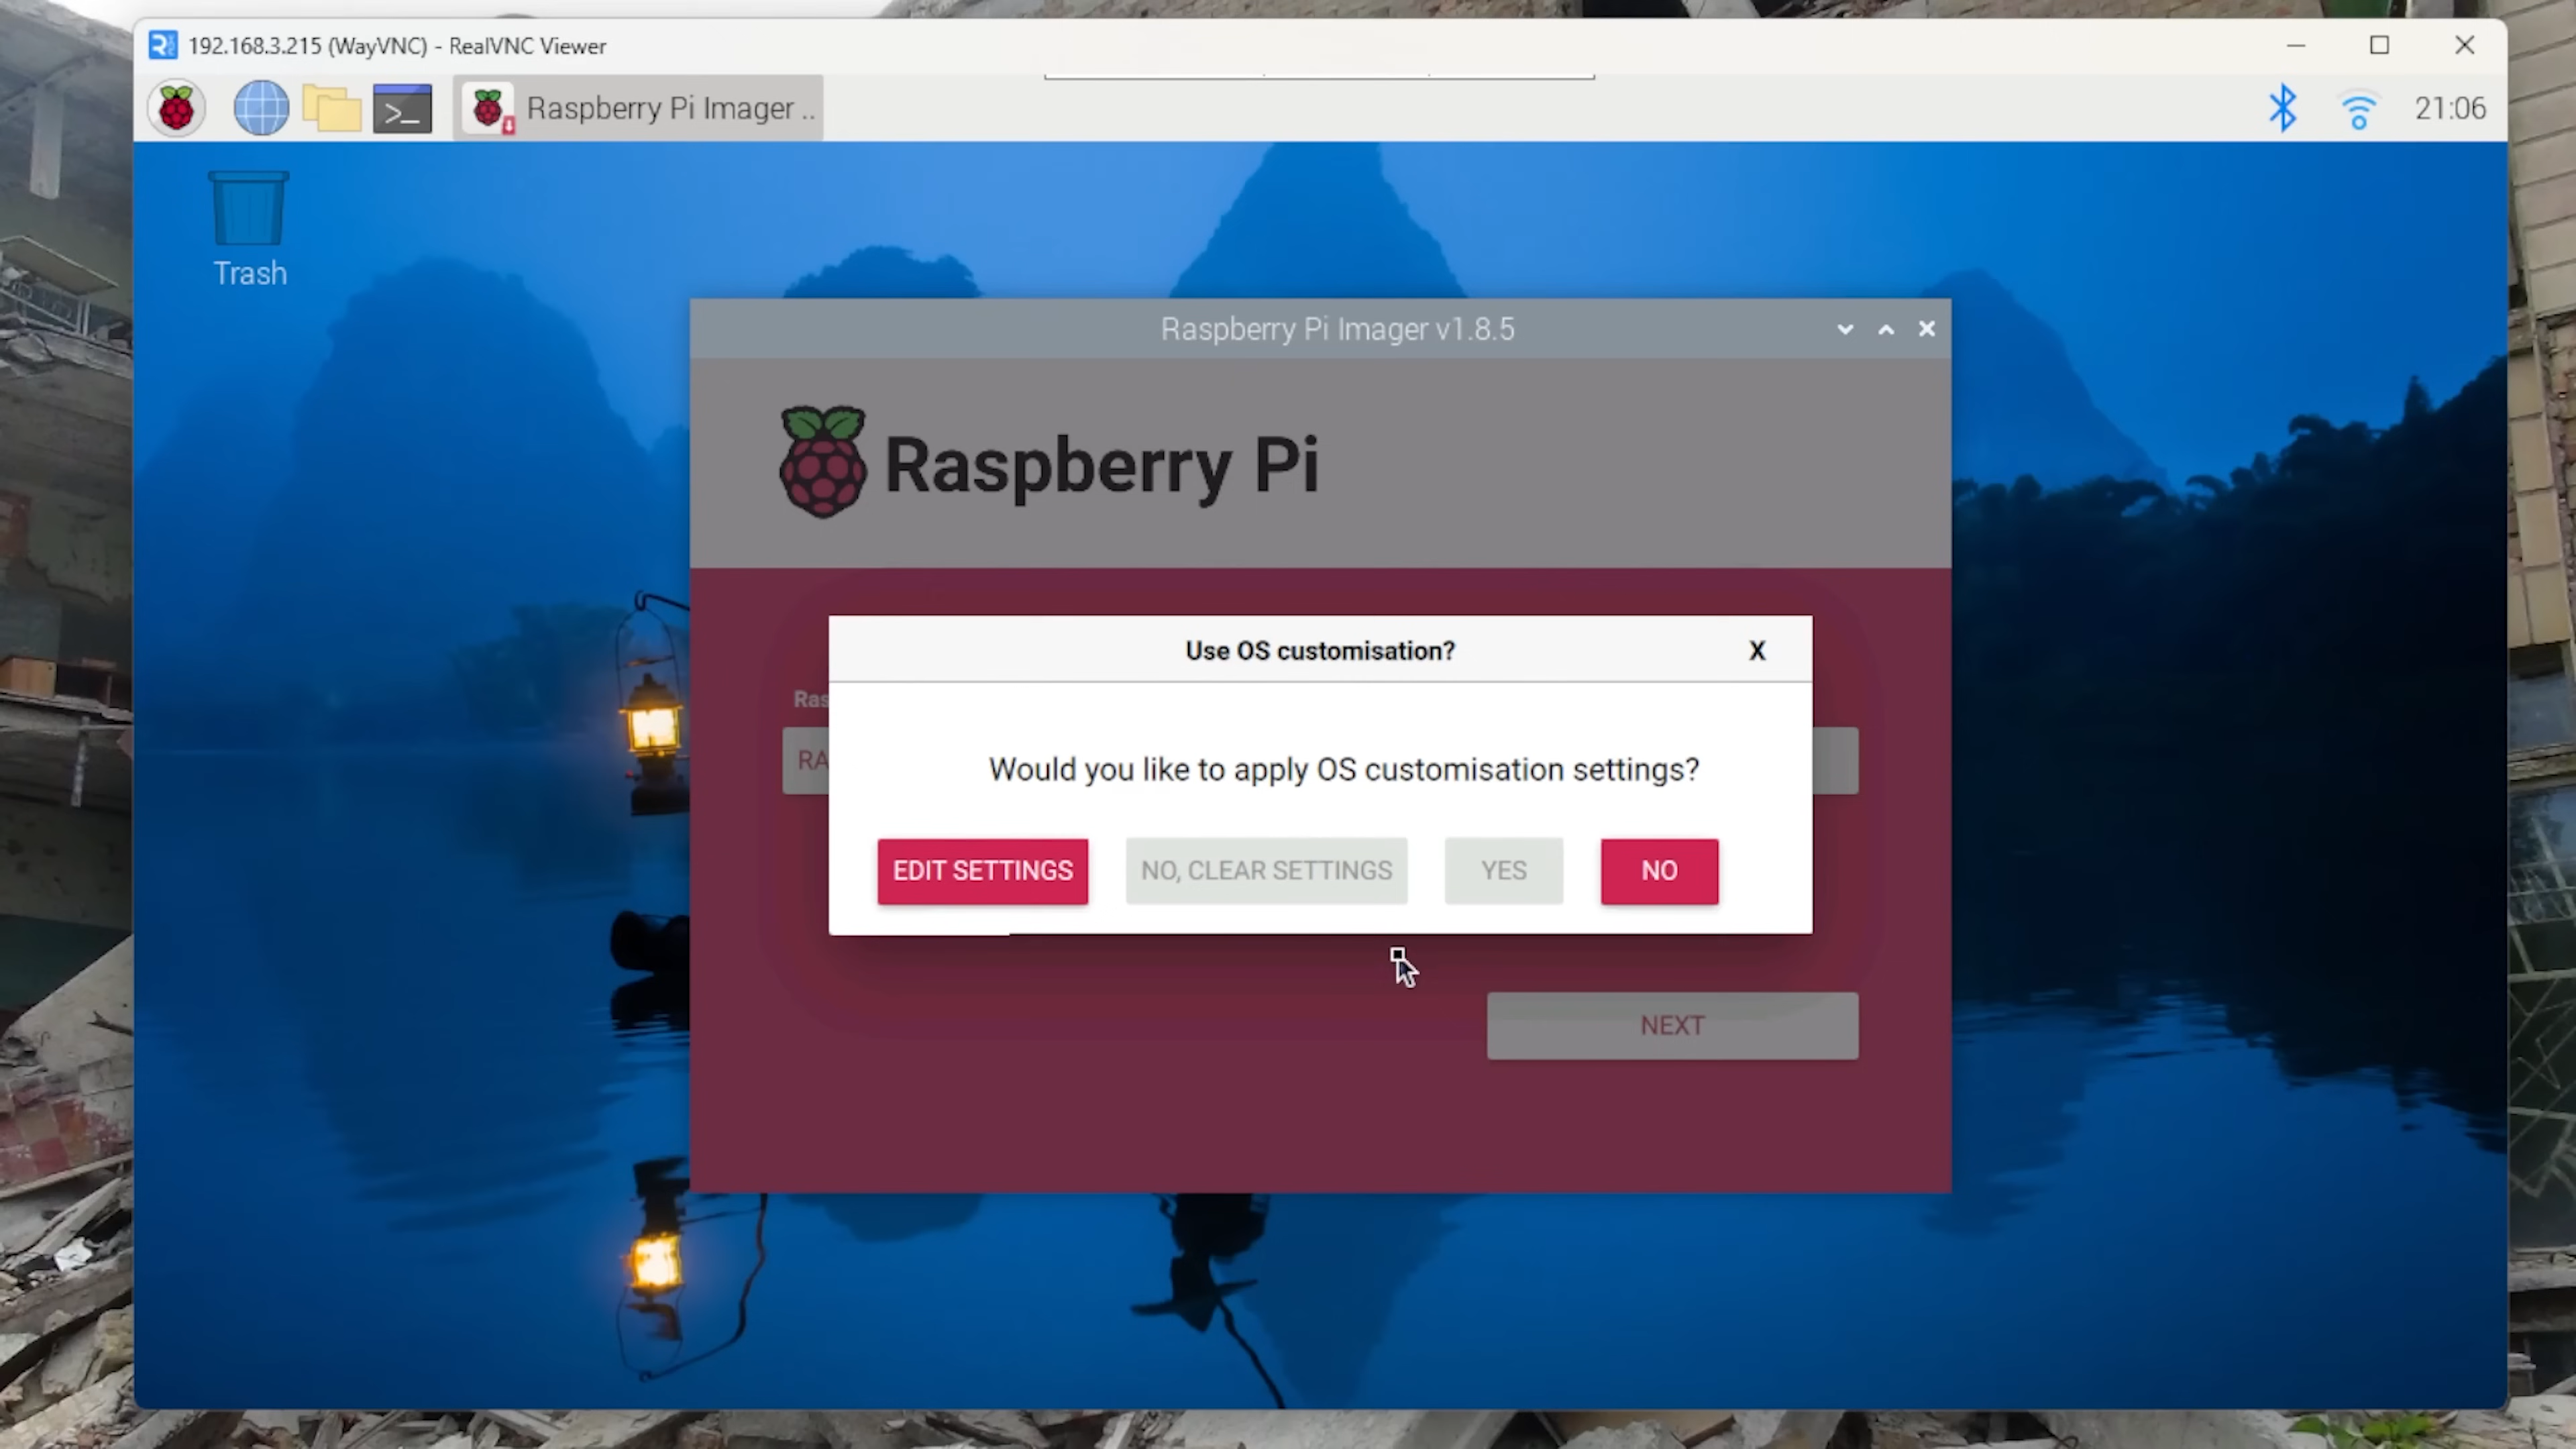 192.168.3.215 (WayVNC) - RealVNC Viewer
Raspberry Pi Imager ..
21:06
Trash
Raspberry Pi Imager v1.8.5
Raspberry Pi
Use OS customisation?
X
Ras
RA
Would you like to apply OS customisation settings?
EDIT SETTINGS
NO, CLEAR SETTINGS
YES
NO
NEXT